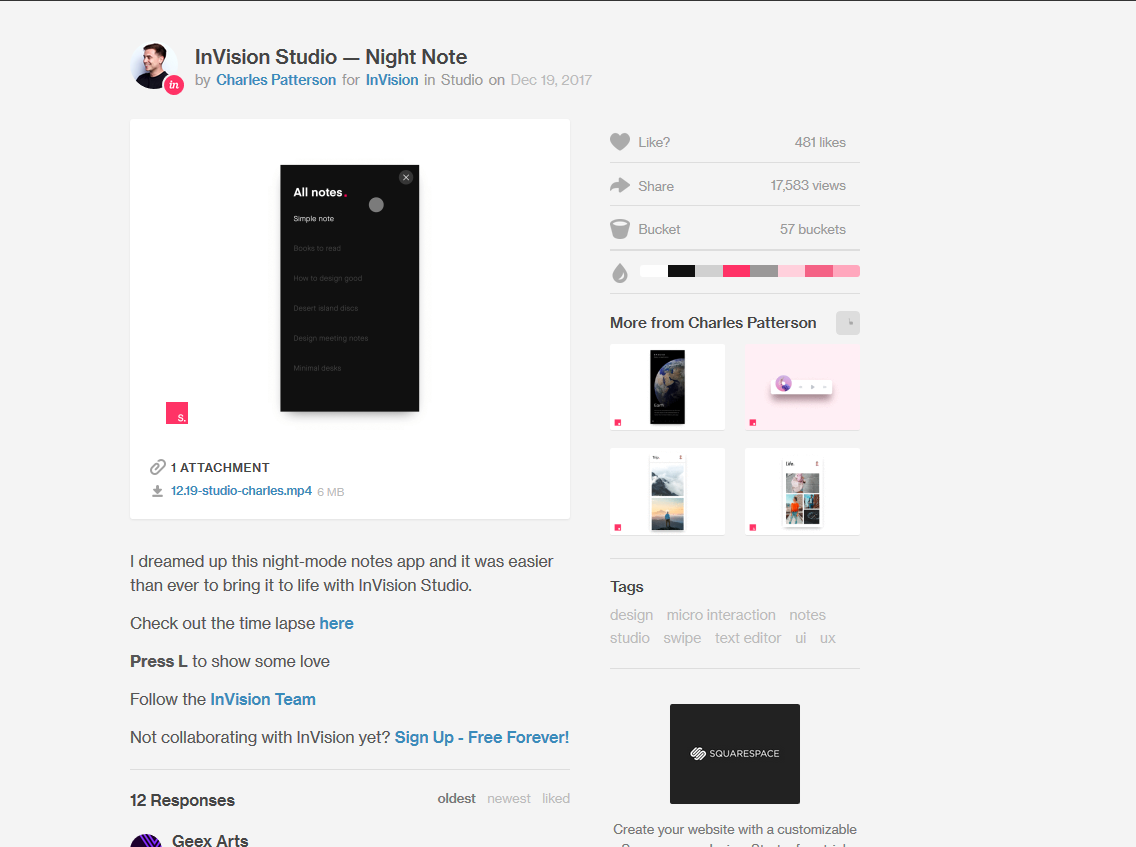 InVision Studio — Night Note
by Charles Patterson for InVision in Studio on Dec 19, 2017
in
All notes.
Simple note
Books to read
How to design good
Desert island discs
Design meeting notes
Minimal desks
S.
1 ATTACHMENT
12.19-studio-charles.mp4 6 MB
I dreamed up this night-mode notes app and it was easier
than ever to bring it to life with InVision Studio.
Check out the time lapse here
Press L to show some love
Follow the InVision Team
Not collaborating with InVision yet? Sign Up - Free Forever!
12 Responses
oldest newest liked
Geex Arts
Like? 481 likes
Share 17,583 views
Bucket 57 buckets
More from Charles Patterson
Earth
Life
Tags
design micro interaction notes
studio swipe text editor ui ux
SQUARESPACE
Create your website with a customizable